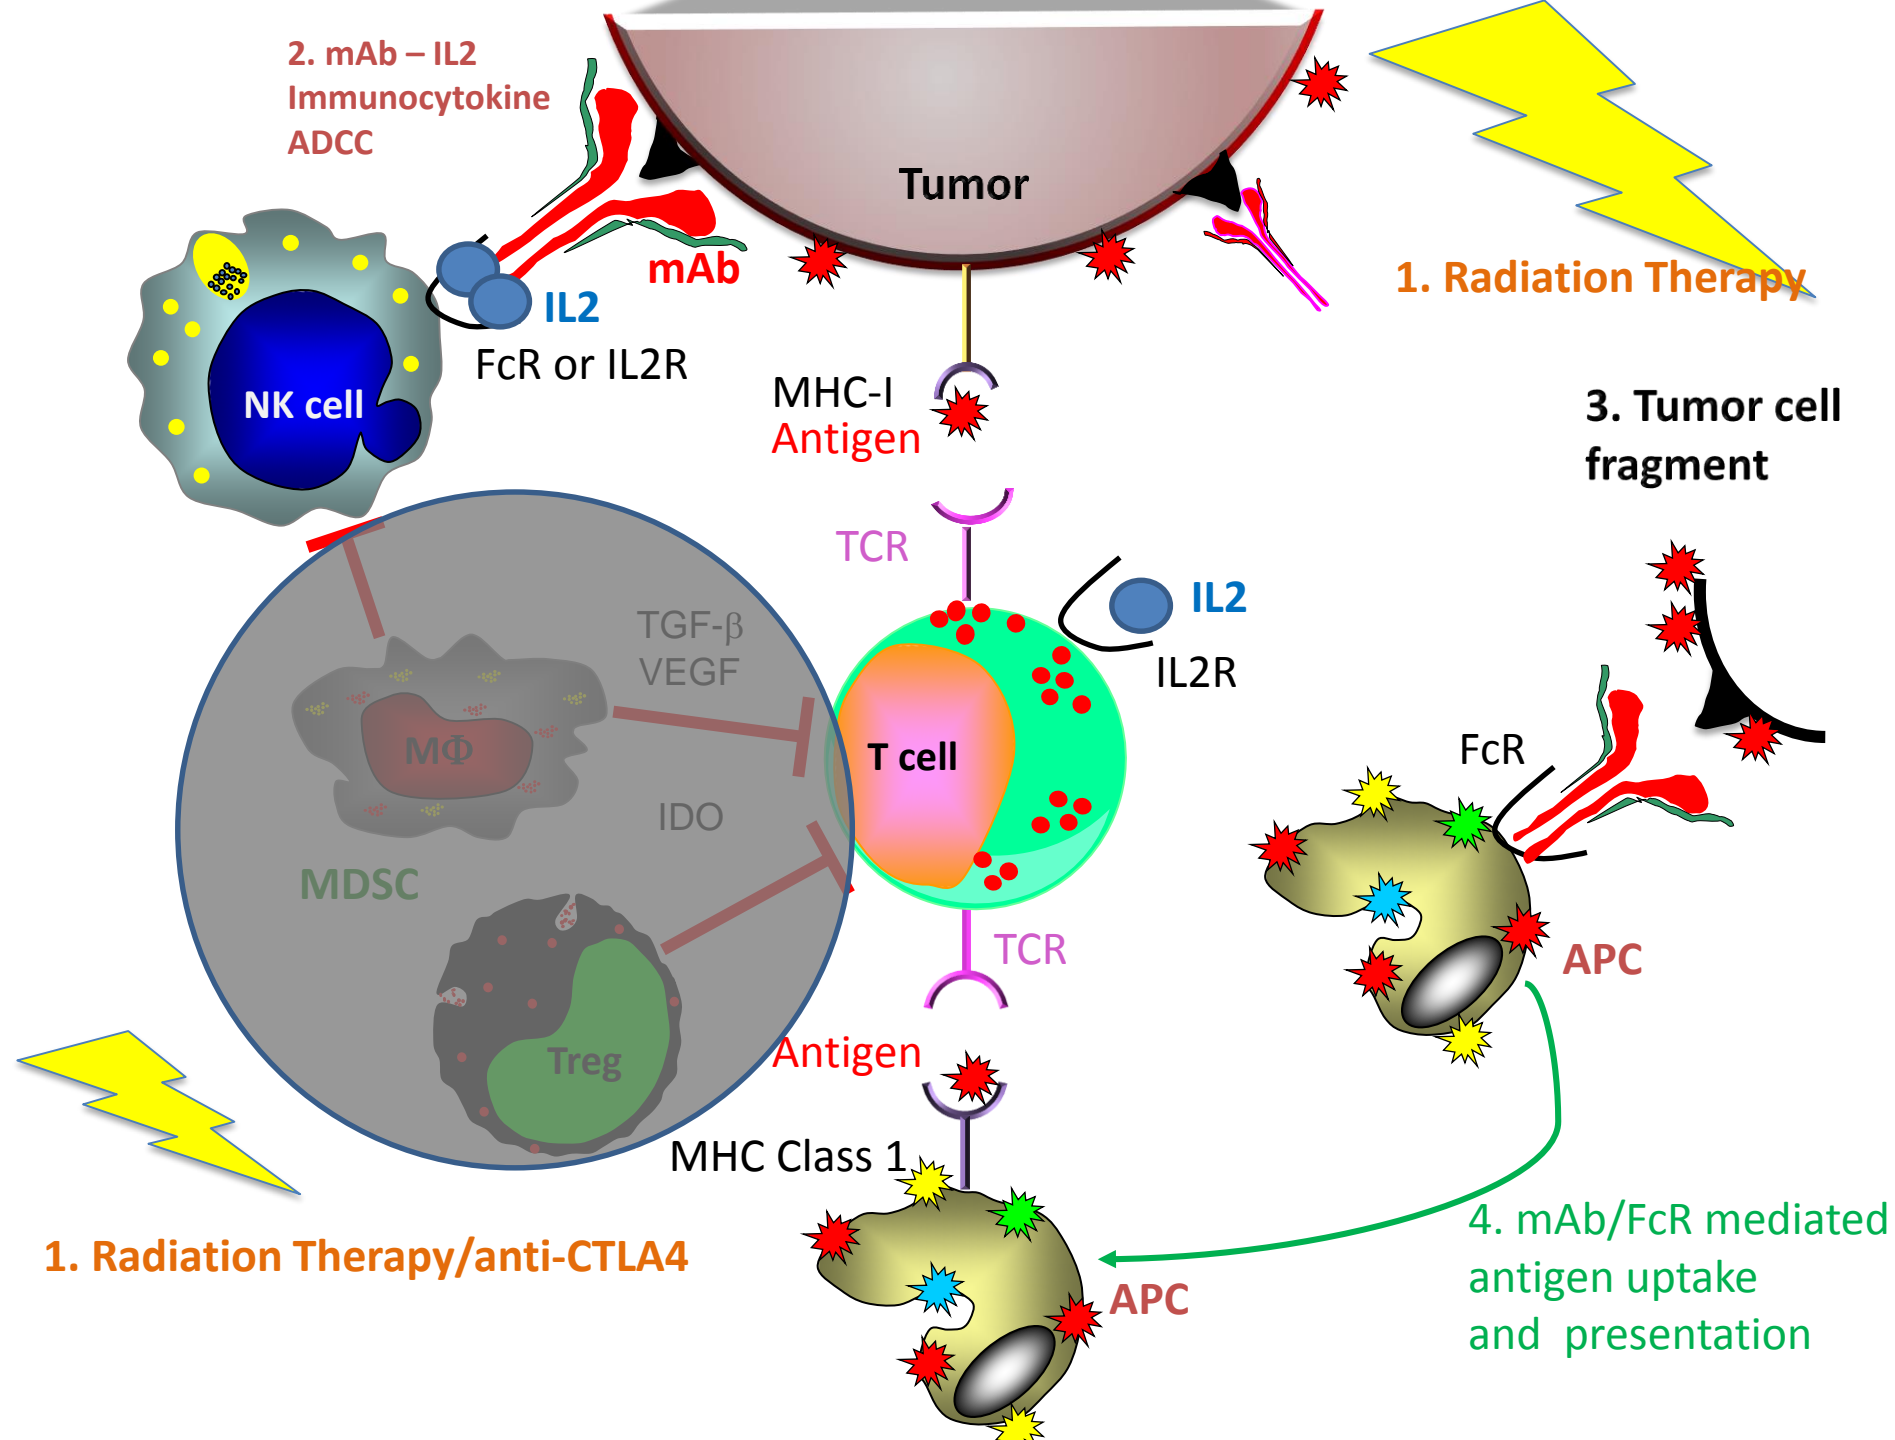 2. mAb – IL2
Immunocytokine
ADCC
Tumor
mAb
1. Radiation Therapy
IL2
FcR or IL2R
NK cell
MHC-I
Antigen
3. Tumor cell
fragment
TCR
IL2
IL2R
TGF-β
VEGF
MΦ
T cell
FcR
IDO
MDSC
TCR
APC
Antigen
Treg
MHC Class 1
1. Radiation Therapy/anti-CTLA4
APC
4. mAb/FcR mediated
antigen uptake
and presentation